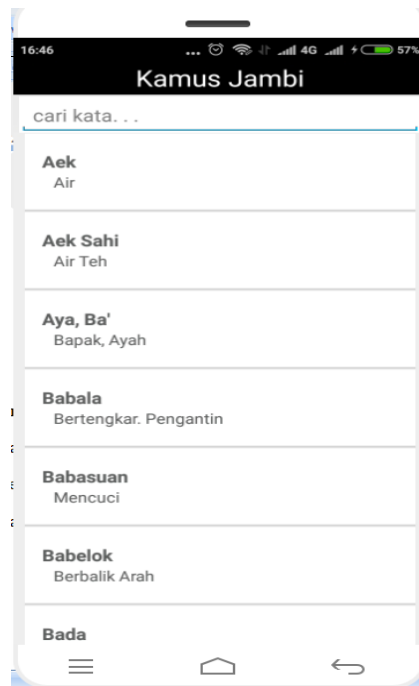 16:46 ... 4G 57%
Kamus Jambi
cari kata. . .
Aek
Air
Aek Sahi
Air Teh
Aya, Ba'
Bapak, Ayah
Babala
Bertengkar. Pengantin
Babasuan
Mencuci
Babelok
Berbalik Arah
Bada